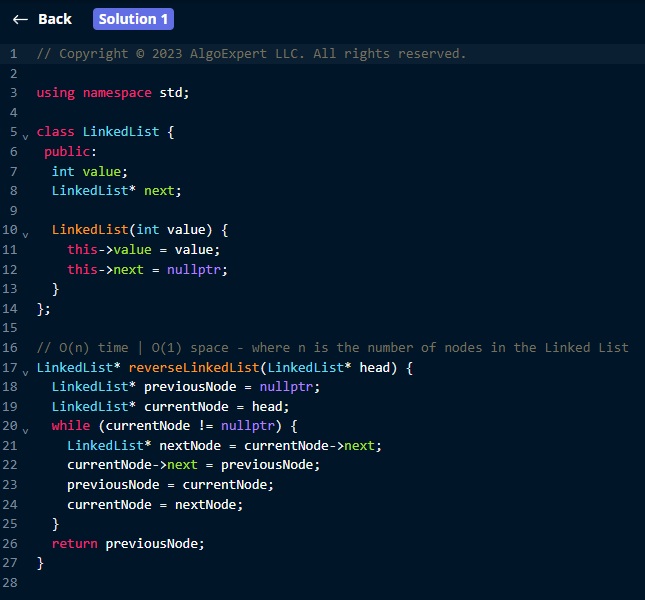 ← Back Solution 1
1 // Copyright © 2023 AlgoExpert LLC. All rights reserved.
2
3 using namespace std;
4
5 class LinkedList {
6  public:
7   int value;
8   LinkedList* next;
9
10   LinkedList(int value) {
11     this->value = value;
12     this->next = nullptr;
13   }
14 };
15
16 // O(n) time | O(1) space - where n is the number of nodes in the Linked List
17 LinkedList* reverseLinkedList(LinkedList* head) {
18   LinkedList* previousNode = nullptr;
19   LinkedList* currentNode = head;
20   while (currentNode != nullptr) {
21     LinkedList* nextNode = currentNode->next;
22     currentNode->next = previousNode;
23     previousNode = currentNode;
24     currentNode = nextNode;
25   }
26   return previousNode;
27 }
28